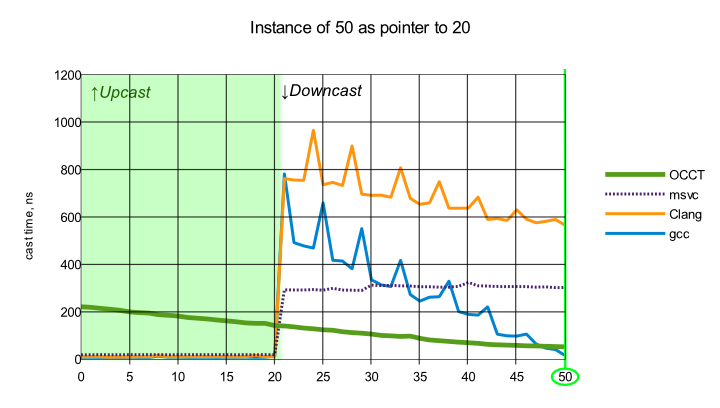 Instance of 50 as pointer to 20
1200
↑Upcast
↓Downcast
1000
800
600
400
200
0
cast time, ns
0 5 10 15 20 25 30 35 40 45 50
OCCT
msvc
Clang
gcc